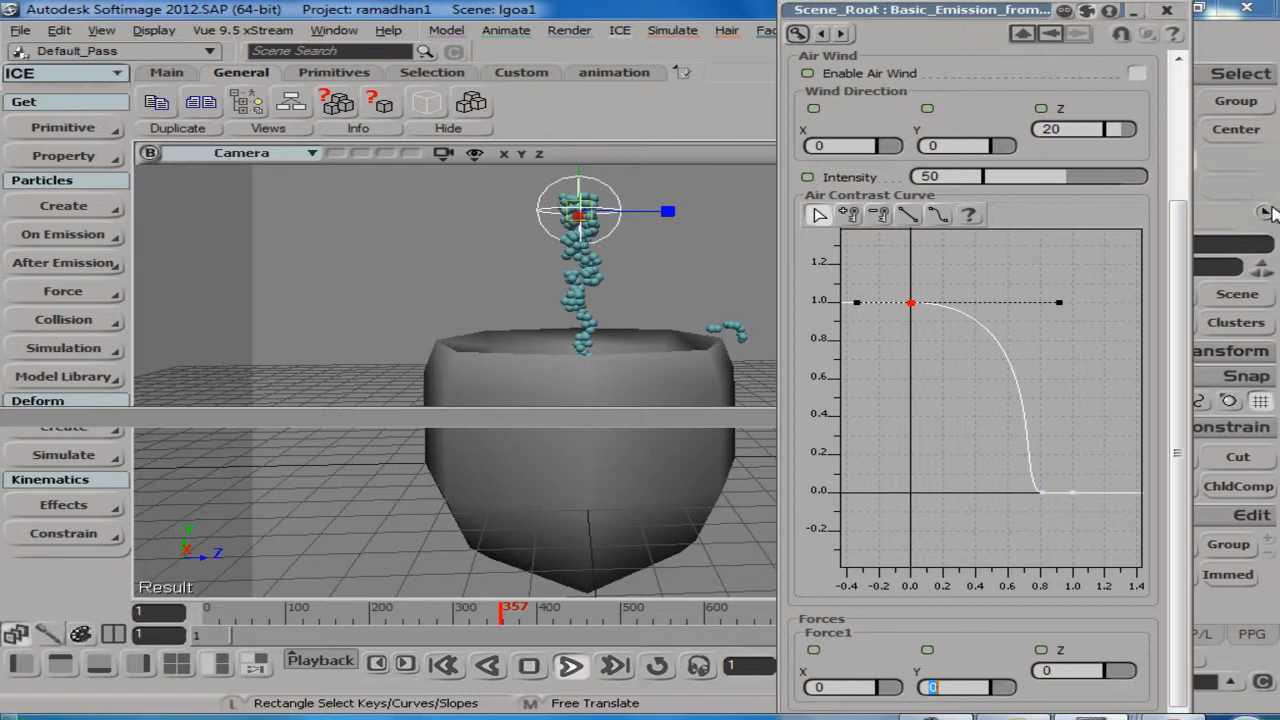 Autodesk Softimage 2012.SAP (64-bit) Project: ramadhan1 Scene: lgoa1
File Edit View Display Vue 9.5 xStream Window Help Model Animate Render ICE Simulate Hair
Default_Pass Scene Search
ICE Main General Primitives Selection Custom animation
Get
Duplicate Views Info Hide
Primitive
Property
Particles
Create
On Emission
After Emission
Force
Collision
Simulation
Model Library
Deform
Simulate
Kinematics
Effects
Constrain
B Camera X Y Z
Y
X Z
Result
1 0 100 200 300 357 400 500 600
1 1
Playback 1
L Rectangle Select Keys/Curves/Slopes M Free Translate
Scene_Root : Basic_Emission_from...
Air Wind
Enable Air Wind
Wind Direction
X Y Z
0 0 20
Intensity 50
Air Contrast Curve
1.2
1.0
0.8
0.6
0.4
0.2
0.0
-0.2
-0.4 -0.2 0.0 0.2 0.4 0.6 0.8 1.0 1.2 1.4
Forces
Force1
X Y Z
0 0 0
Select
Group
Center
Scene
Clusters
ransform
Snap
onstrain
Cut
ChldComp
Edit
Group
Immed
P/L PPG